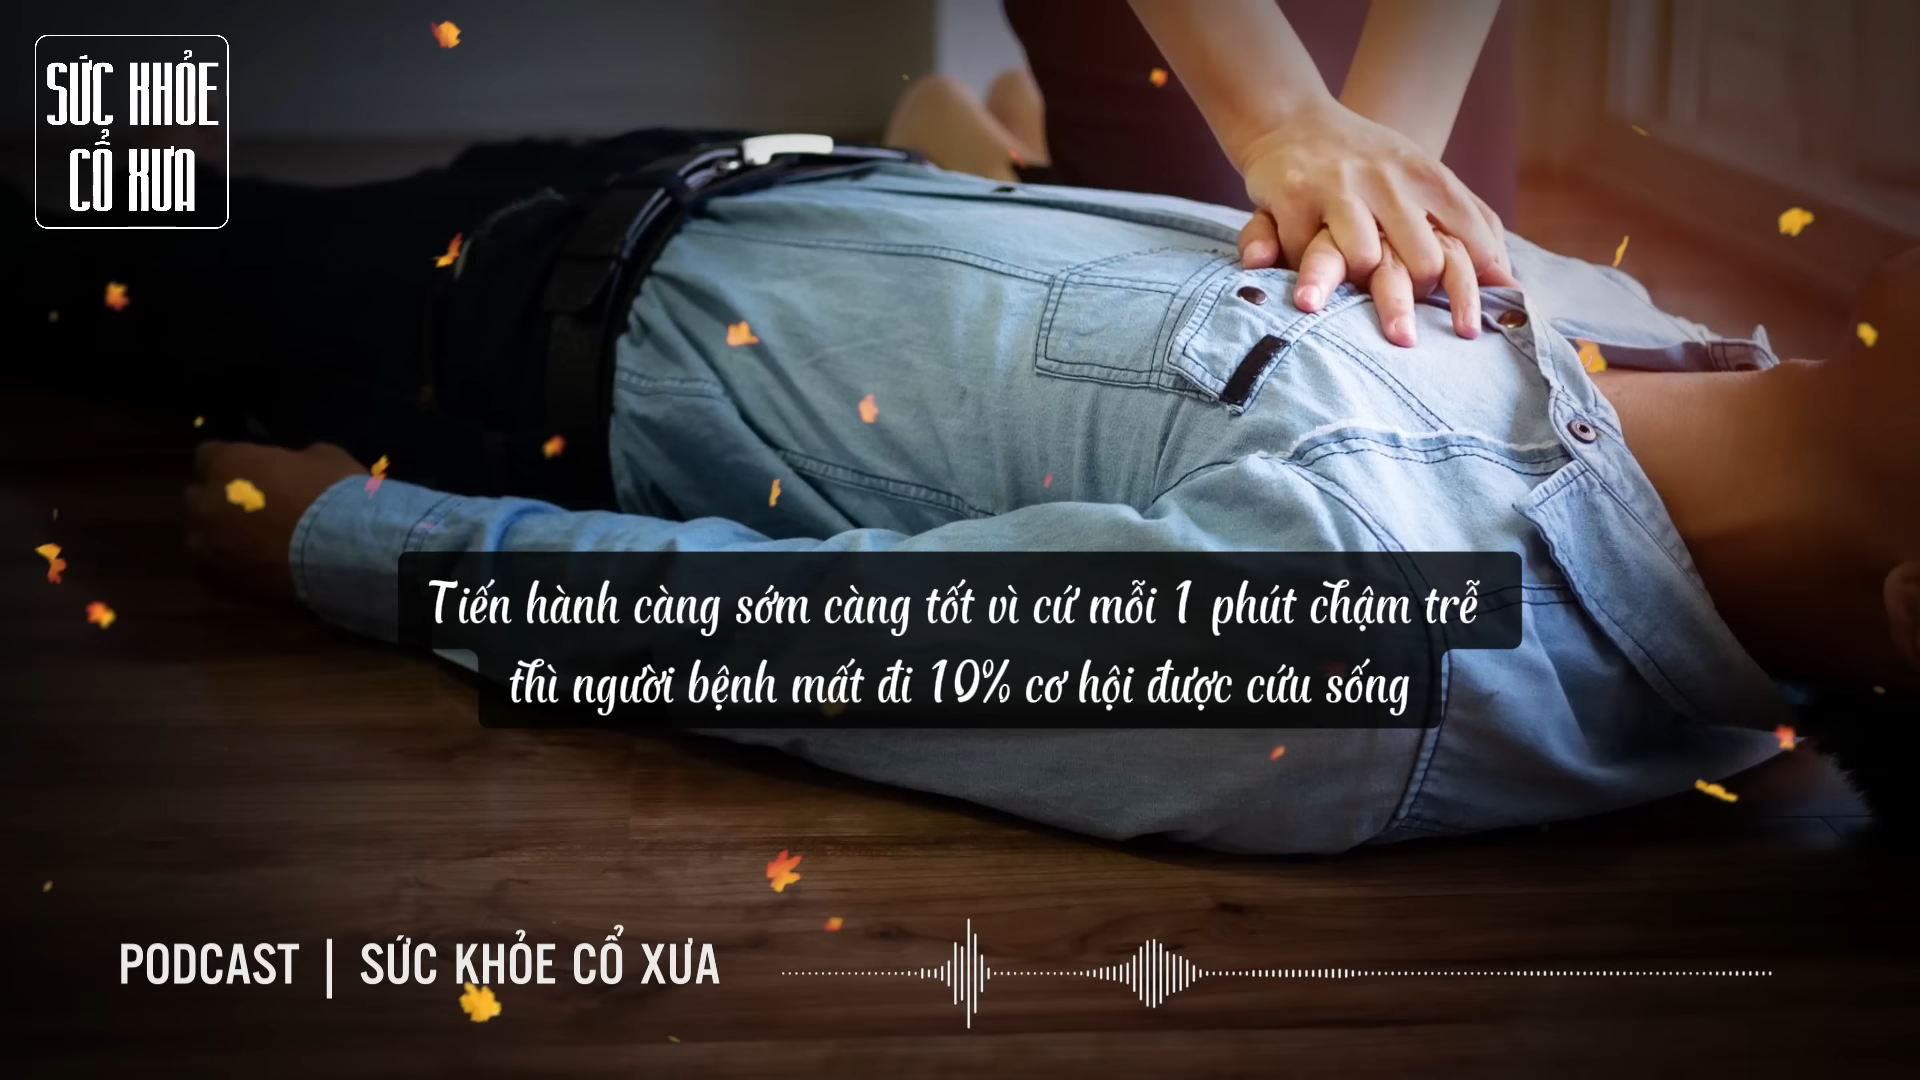 SỨC KHỎE
CỔ XƯA
Tiến hành càng sớm càng tốt vì cứ mỗi 1 phút chậm trễ
thì người bệnh mất đi 10% cơ hội được cứu sống
PODCAST | SỨC KHỎE CỔ XƯA